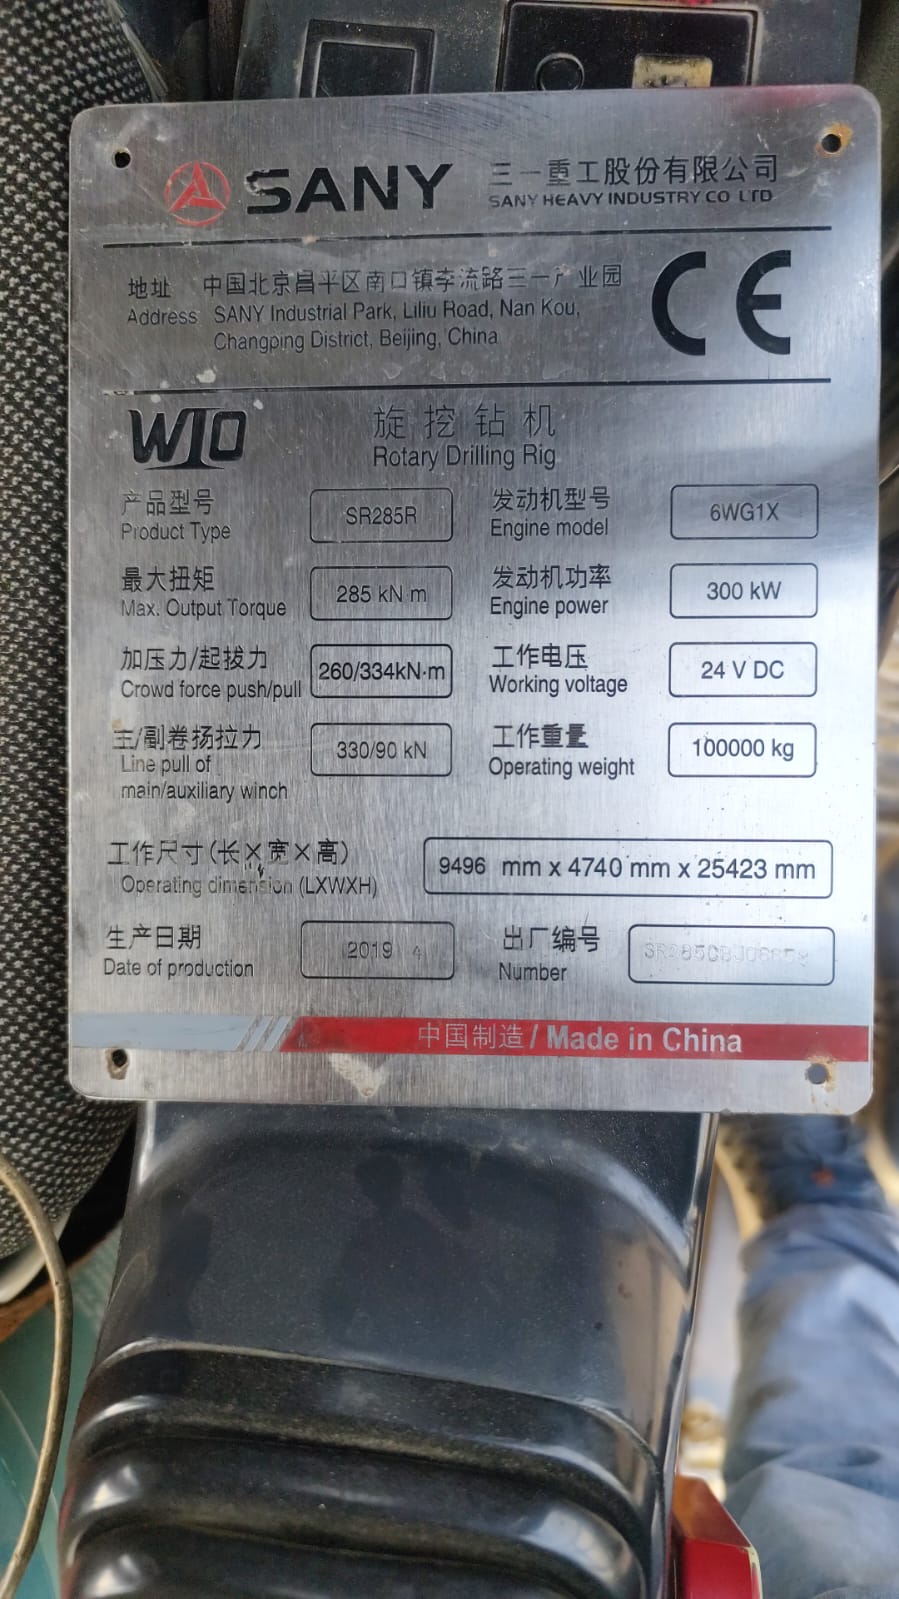 SANY 三一重工股份有限公司
SANY HEAVY INDUSTRY CO LTD
地址 中国北京昌平区南口镇李流路三一产业园
Address SANY Industrial Park, Liliu Road, Nan Kou,
Changping District, Beijing, China
CE
W10 旋挖钻机
Rotary Drilling Rig
产品型号 SR285R 发动机型号 6WG1X
Product Type Engine model
最大扭矩 285 kN m 发动机功率 300 kW
Max. Output Torque Engine power
加压力/起拔力 260/334kN·m 工作电压 24 V DC
Crowd force push/pull Working voltage
主/副卷扬拉力 330/90 kN 工作重量 100000 kg
Line pull of Operating weight
main/auxiliary winch
工作尺寸(长×宽×高) 9496 mm x 4740 mm x 25423 mm
Operating dimension (LXWXH)
生产日期 2019 4 出厂编号
Date of production Number
中国制造/Made in China